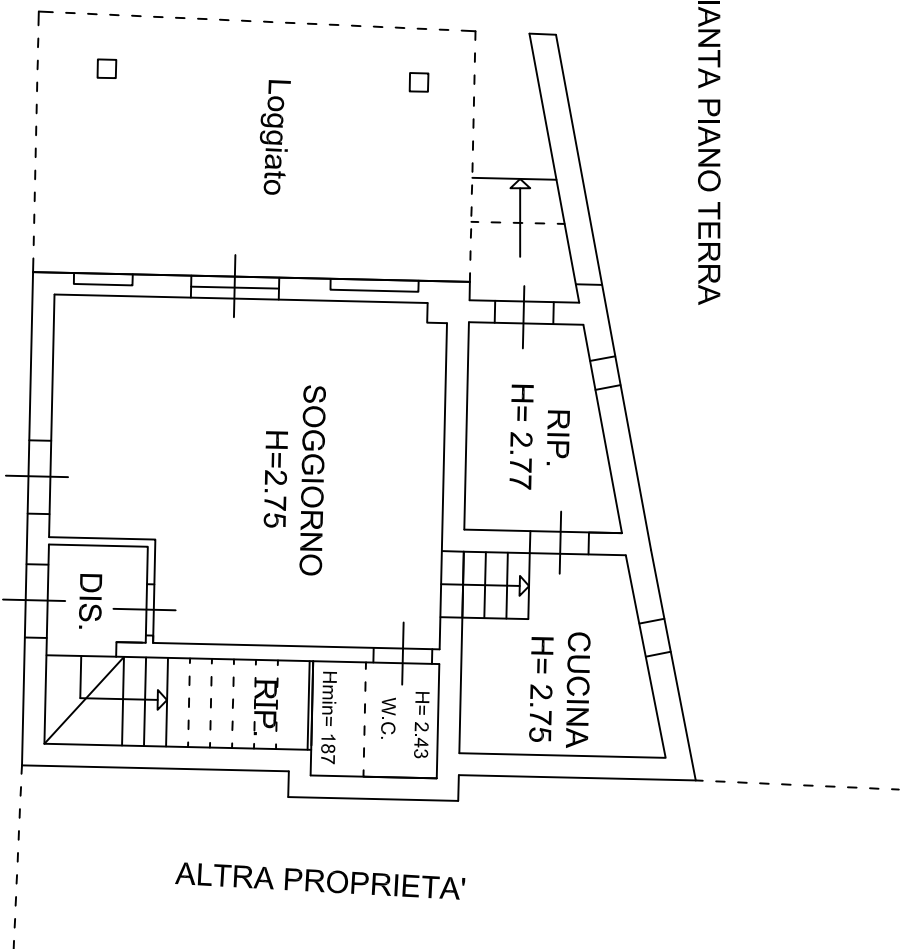 IANTA PIANO TERRA
Loggiato
RIP.
H= 2.77
SOGGIORNO
H=2.75
DIS.
CUCINA
H= 2.75
RIP.
H= 2.43
W.C.
Hmin= 187
ALTRA PROPRIETA'